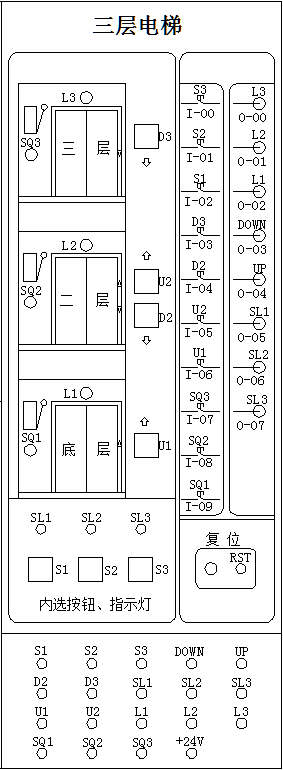 三层电梯
L3
SQ3
三 层
D3
L2
SQ2
二 层
U2
D2
L1
SQ1
底 层
U1
SL1 SL2 SL3
S1 S2 S3
内选按钮、指示灯
S3
I-00
S2
I-01
S1
I-02
D3
I-03
D2
I-04
U2
I-05
U1
I-06
SQ3
I-07
SQ2
I-08
SQ1
I-09
L3
0-00
L2
0-01
L1
0-02
DOWN
0-03
UP
0-04
SL1
0-05
SL2
0-06
SL3
0-07
复 位
RST
S1 S2 S3 DOWN UP
D2 D3 SL1 SL2 SL3
U1 U2 L1 L2 L3
SQ1 SQ2 SQ3 +24V